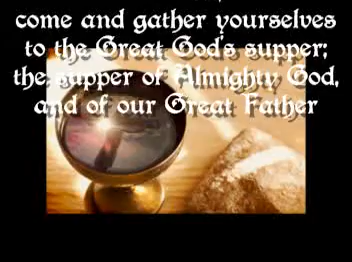 come and gather yourselves
to the Great God's supper;
the supper of Almighty God,
and of our Great Father